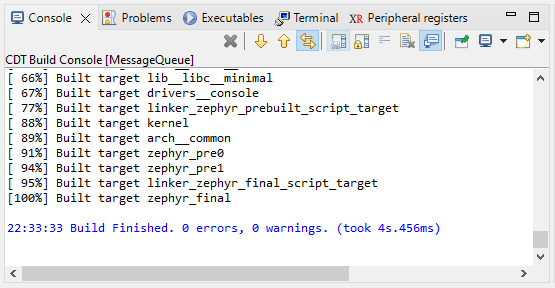 Console
Problems
Executables
Terminal
XR Peripheral registers
CDT Build Console [MessageQueue]
[ 66%] Built target lib__libc__minimal
[ 67%] Built target drivers__console
[ 77%] Built target linker_zephyr_prebuilt_script_target
[ 88%] Built target kernel
[ 89%] Built target arch__common
[ 91%] Built target zephyr_pre0
[ 94%] Built target zephyr_pre1
[ 95%] Built target linker_zephyr_final_script_target
[100%] Built target zephyr_final
22:33:33 Build Finished. 0 errors, 0 warnings. (took 4s.456ms)